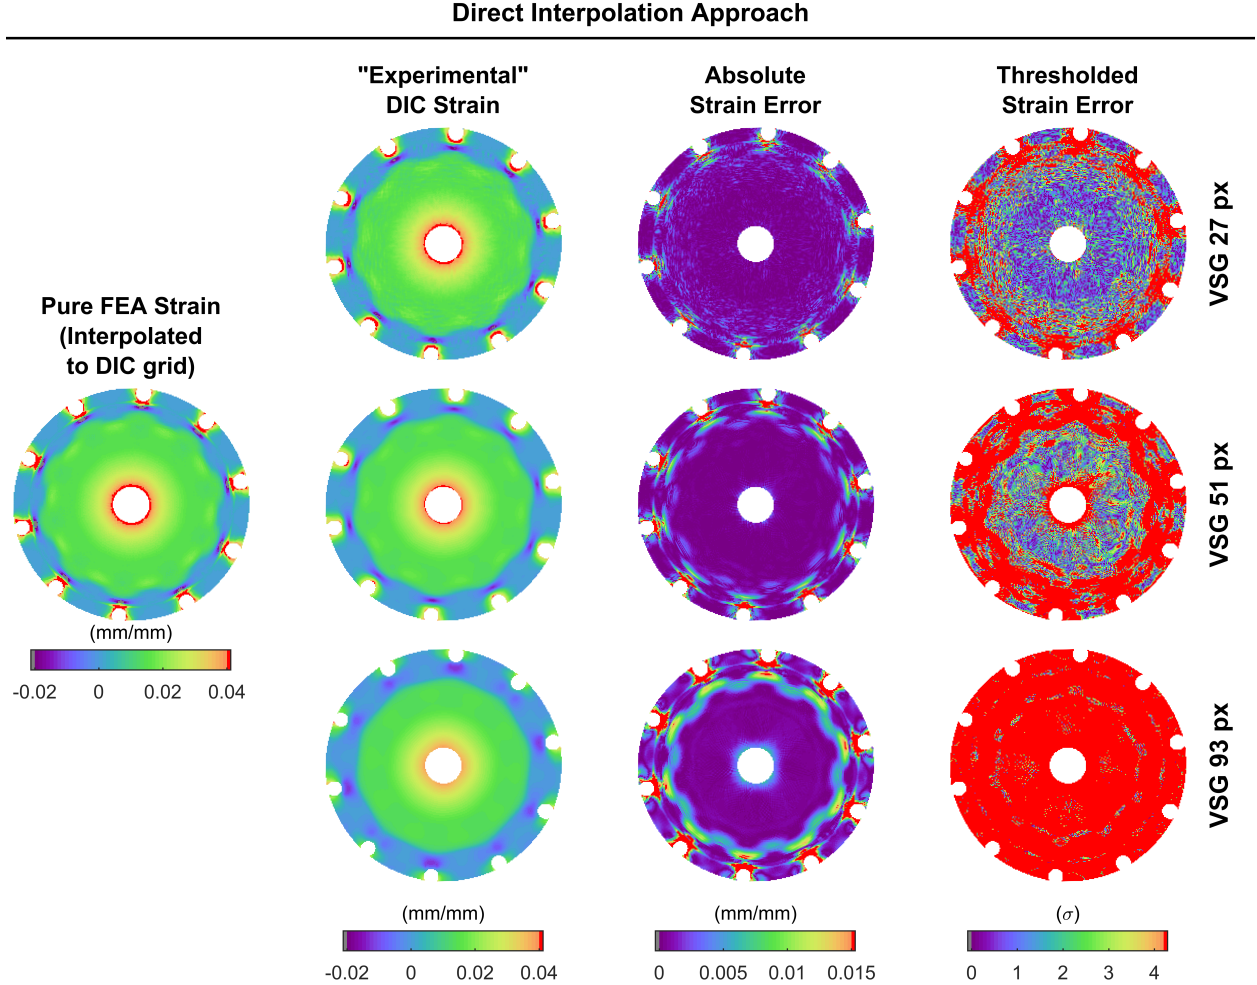 Direct Interpolation Approach
"Experimental"
DIC Strain
Absolute
Strain Error
Thresholded
Strain Error
VSG 27 px
Pure FEA Strain
(Interpolated
to DIC grid)
VSG 51 px
(mm/mm)
-0.02 0 0.02 0.04
VSG 93 px
(mm/mm)
-0.02 0 0.02 0.04
(mm/mm)
0 0.005 0.01 0.015
(σ)
0 1 2 3 4